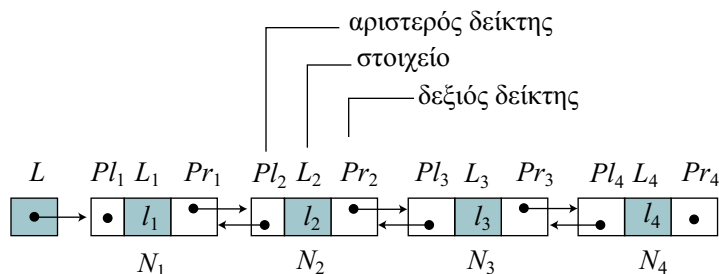 αριστερός δείκτης
στοιχείο
δεξιός δείκτης
L Pl1 L1 Pr1 Pl2 L2 Pr2 Pl3 L3 Pr3 Pl4 L4 Pr4
l1 l2 l3 l4
N1 N2 N3 N4